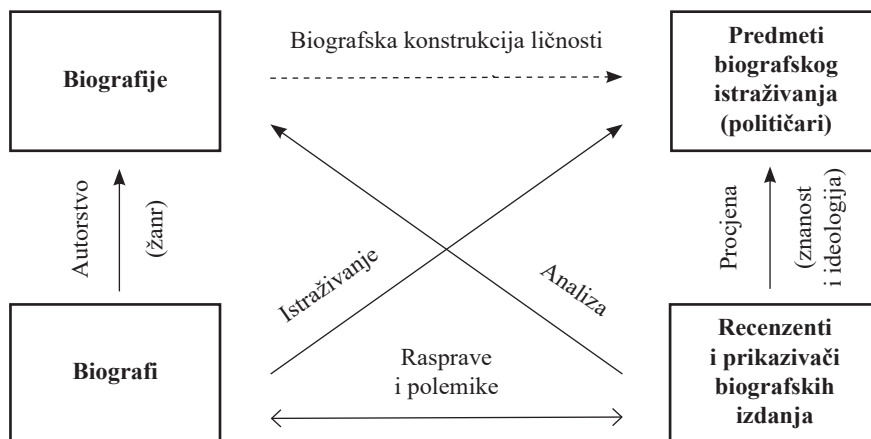 Biografska konstrukcija ličnosti
Biografije
Predmeti
biografskog
istraživanja
(političari)
Autorstvo
(žanr)
Istraživanje
Analiza
Procjena
(znanost
i ideologija)
Biografi
Rasprave
i polemike
Recenzenti
i prikazivači
biografskih
izdanja